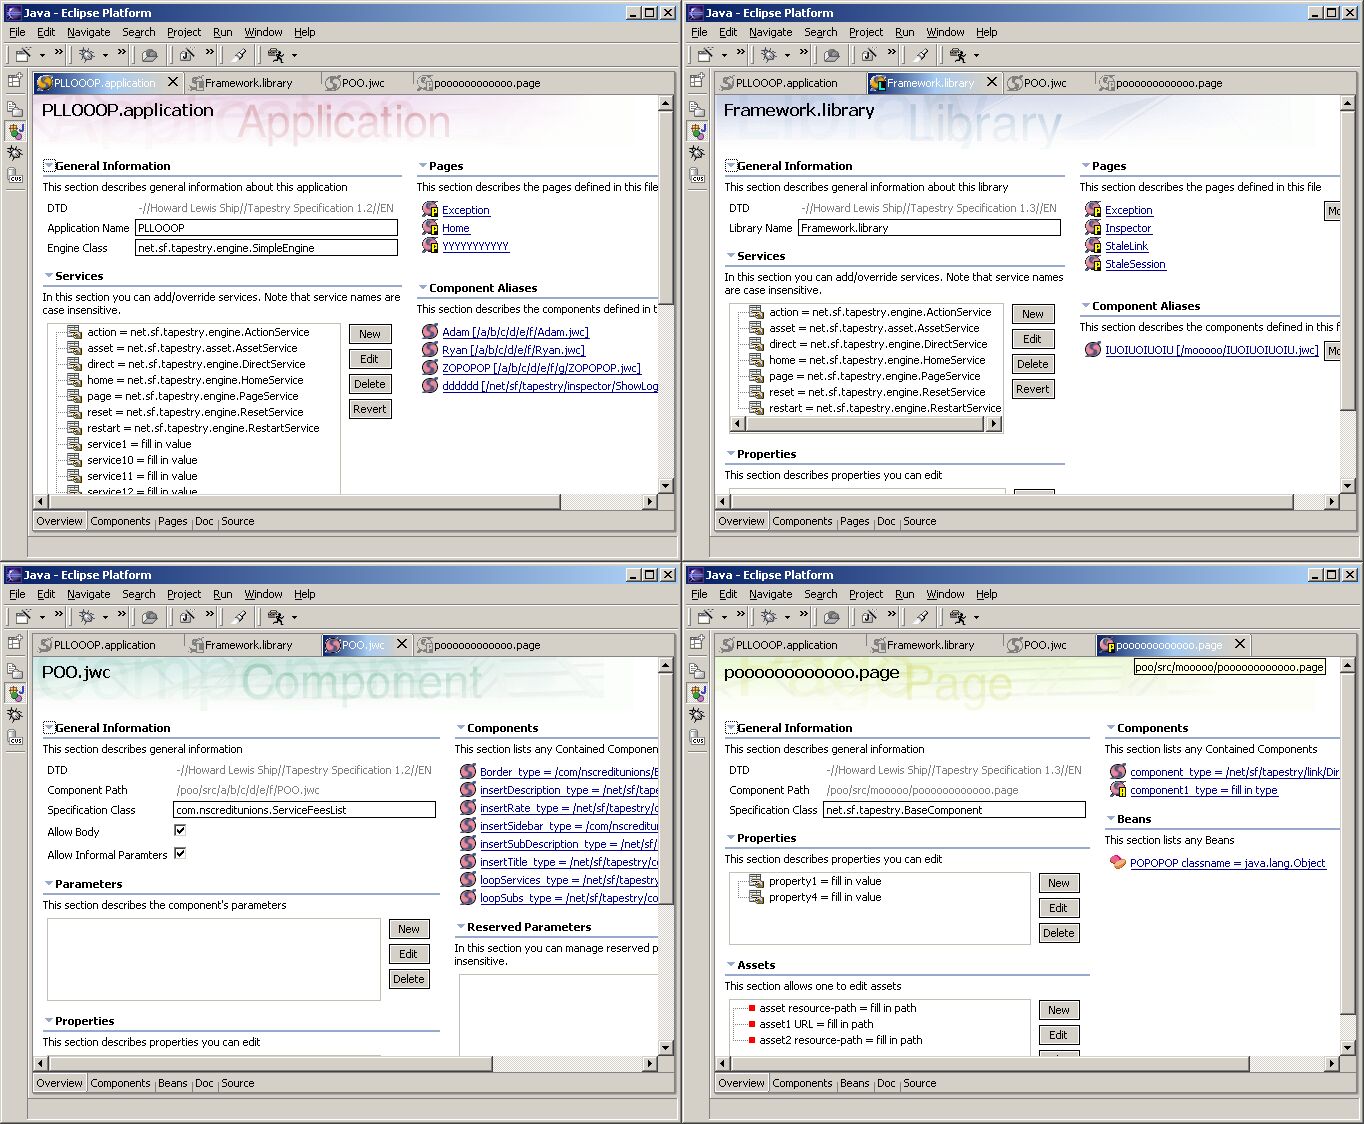 Java - Eclipse Platform
File Edit Navigate Search Project Run Window Help
PLLOOOP.application Framework.library POO.jwc poooooooooooo.page
PLLOOOP.application
Application
General Information
This section describes general information about this application
DTD -//Howard Lewis Ship//Tapestry Specification 1.2//EN
Application Name PLLOOOP
Engine Class net.sf.tapestry.engine.SimpleEngine
Services
In this section you can add/override services. Note that service names are
case insensitive.
action = net.sf.tapestry.engine.ActionService
asset = net.sf.tapestry.asset.AssetService
direct = net.sf.tapestry.engine.DirectService
home = net.sf.tapestry.engine.HomeService
page = net.sf.tapestry.engine.PageService
reset = net.sf.tapestry.engine.ResetService
restart = net.sf.tapestry.engine.RestartService
service1 = fill in value
service10 = fill in value
service11 = fill in value
service12 = fill in value
New
Edit
Delete
Revert
Pages
This section describes the pages defined in this file
Exception
Home
YYYYYYYYYYY
Component Aliases
This section describes the components defined in t
Adam [/a/b/c/d/e/f/Adam.jwc]
Ryan [/a/b/c/d/e/f/Ryan.jwc]
ZOPOPOP [/a/b/c/d/e/f/g/ZOPOPOP.jwc]
dddddd [/net/sf/tapestry/inspector/ShowLog
Overview Components Pages Doc Source
Java - Eclipse Platform
File Edit Navigate Search Project Run Window Help
PLLOOOP.application Framework.library POO.jwc poooooooooooo.page
Framework.library
Library
General Information
This section describes general information about this library
DTD -//Howard Lewis Ship//Tapestry Specification 1.3//EN
Library Name Framework.library
Services
In this section you can add/override services. Note that service names
are case insensitive.
action = net.sf.tapestry.engine.ActionService
asset = net.sf.tapestry.asset.AssetService
direct = net.sf.tapestry.engine.DirectService
home = net.sf.tapestry.engine.HomeService
page = net.sf.tapestry.engine.PageService
reset = net.sf.tapestry.engine.ResetService
restart = net.sf.tapestry.engine.RestartService
New
Edit
Delete
Revert
Properties
This section describes properties you can edit
Pages
This section describes the pages defined in this file
Exception
Inspector
StaleLink
StaleSession
Mo
Component Aliases
This section describes the components defined in this f
IUOIUOIUOIU [/mooooo/IUOIUOIUOIU.jwc]
Mo
Overview Components Pages Doc Source
Java - Eclipse Platform
File Edit Navigate Search Project Run Window Help
PLLOOOP.application Framework.library POO.jwc poooooooooooo.page
POO.jwc
Component
General Information
This section describes general information
DTD -//Howard Lewis Ship//Tapestry Specification 1.2//EN
Component Path /poo/src/a/b/c/d/e/f/POO.jwc
Specification Class com.nscreditunions.ServiceFeesList
Allow Body
Allow Informal Paramters
Parameters
This section describes the component's parameters
New
Edit
Delete
Properties
This section describes properties you can edit
Components
This section lists any Contained Componen
Border type = /com/nscreditunions/B
insertDescription type = /net/sf/tapes
insertRate type = /net/sf/tapestry/c
insertSidebar type = /com/nscreditu
insertSubDescription type = /net/sf/
insertTitle type = /net/sf/tapestry/co
loopServices type = /net/sf/tapestry
loopSubs type = /net/sf/tapestry/co
Reserved Parameters
In this section you can manage reserved p
insensitive.
Overview Components Beans Doc Source
Java - Eclipse Platform
File Edit Navigate Search Project Run Window Help
PLLOOOP.application Framework.library POO.jwc poooooooooooo.page
poo/src/mooooo/poooooooooooo.page
poooooooooooo.page
Page
General Information
This section describes general information
DTD -//Howard Lewis Ship//Tapestry Specification 1.3//EN
Component Path /poo/src/mooooo/poooooooooooo.page
Specification Class net.sf.tapestry.BaseComponent
Properties
This section describes properties you can edit
property1 = fill in value
property4 = fill in value
New
Edit
Delete
Assets
This section allows one to edit assets
asset resource-path = fill in path
asset1 URL = fill in path
asset2 resource-path = fill in path
New
Edit
Components
This section lists any Contained Components
component type = /net/sf/tapestry/link/Dir
component1 type = fill in type
Beans
This section lists any Beans
POPOPOP classname = java.lang.Object
Overview Components Beans Doc Source